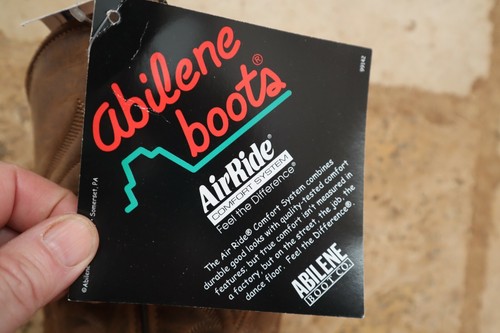 abilene
boots®
AirRide®
COMFORT SYSTEM
Feel the Difference®
The Air Ride® Comfort System combines
durable good looks with quality-tested comfort
features; but true comfort isn't measured in
a factory, but on the street, the job, the
dance floor. Feel the Difference®.
ABILENE
BOOT CO.
Somerset, PA